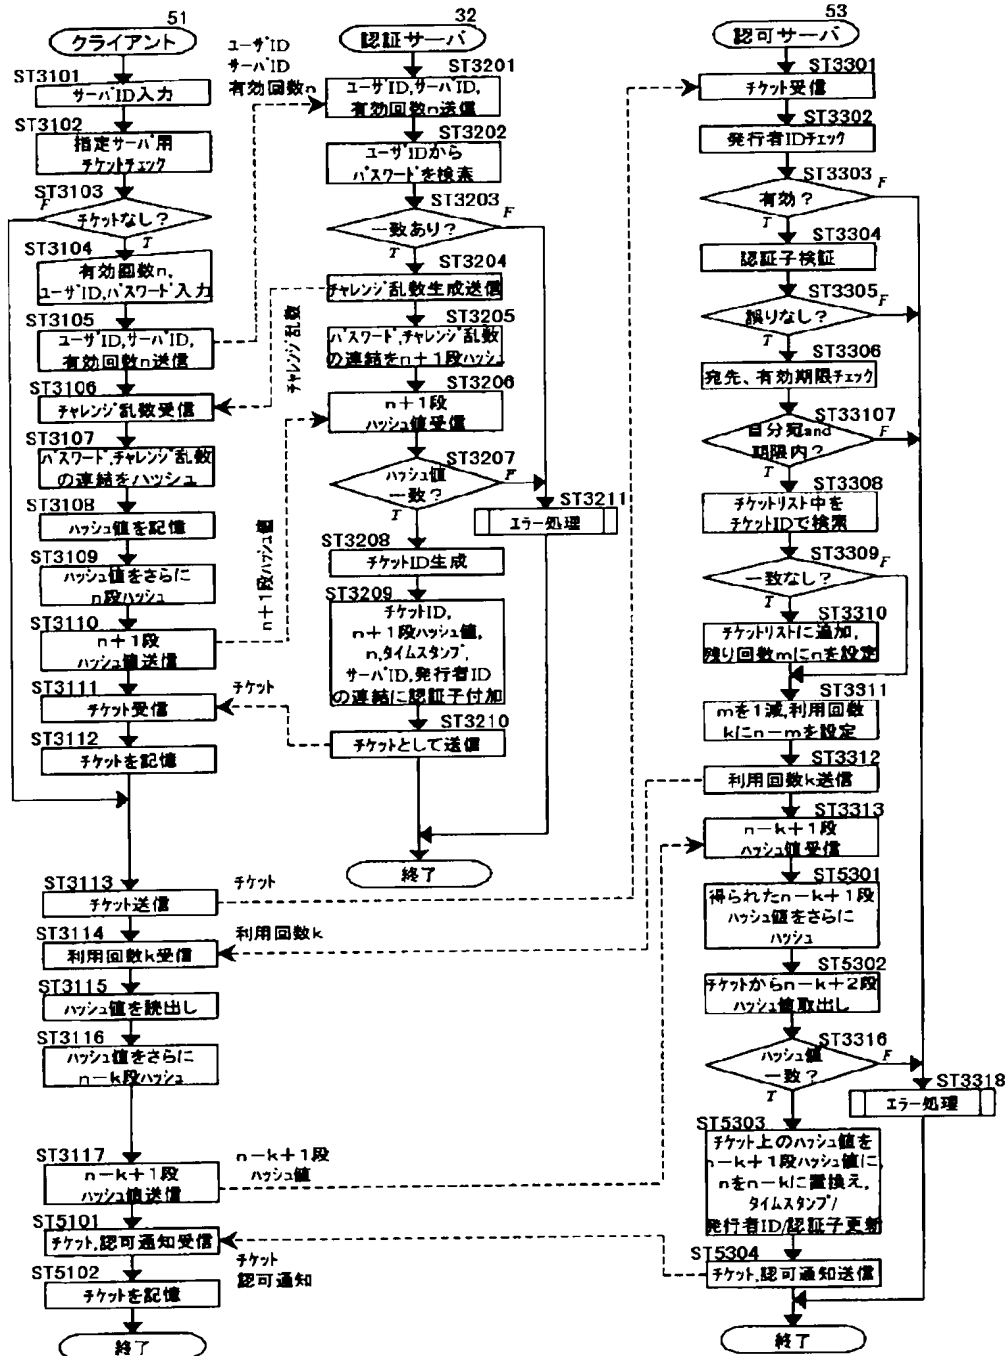 51
クライアント
ST3101
サーバID入力
ST3102
指定サーバ用
チケットチェック
ST3103
F
チケットなし？
T
ST3104
有効回数n,
ユーザID,パスワード入力
ST3105
ユーザID,サーバID,
有効回数n送信
ST3106
チャレンジ乱数受信
ST3107
パスワード,チャレンジ乱数
の連結をハッシュ
ST3108
ハッシュ値を記憶
ST3109
ハッシュ値をさらに
n段ハッシュ
ST3110
n＋1段
ハッシュ値送信
ST3111
チケット受信
ST3112
チケットを記憶
ST3113
チケット送信
ST3114
利用回数k受信
ST3115
ハッシュ値を読出し
ST3116
ハッシュ値をさらに
n－k段ハッシュ
ST3117
n－k＋1段
ハッシュ値送信
ST5101
チケット,認可通知受信
ST5102
チケットを記憶
終了
ユーザID
サーバID
有効回数n
チャレンジ乱数
n＋1段ハッシュ値
チケット
チケット
利用回数k
n－k＋1段
ハッシュ値
チケット
認可通知
32
認証サーバ
ST3201
ユーザID,サーバID,
有効回数n送信
ST3202
ユーザIDから
パスワードを検索
ST3203
一致あり？
F
T
ST3204
チャレンジ乱数生成送信
ST3205
パスワード,チャレンジ乱数
の連結をn＋1段ハッシュ
ST3206
n＋1段
ハッシュ値受信
ST3207
ハッシュ値
一致？
F
T
ST3211
エラー処理
ST3208
チケットID生成
ST3209
チケットID,
n＋1段ハッシュ値,
n,タイムスタンプ,
サーバID,発行者ID
の連結に認証子付加
ST3210
チケットとして送信
終了
53
認可サーバ
ST3301
チケット受信
ST3302
発行者IDチェック
ST3303
有効？
F
T
ST3304
認証子検証
ST3305
誤りなし？
F
T
ST3306
宛先、有効期限チェック
ST33107
自分宛and
期限内？
F
T
ST3308
チケットリスト中を
チケットIDで検索
ST3309
一致なし？
F
T
ST3310
チケットリストに追加,
残り回数mにnを設定
ST3311
mを1減,利用回数
kにn－mを設定
ST3312
利用回数k送信
ST3313
n－k＋1段
ハッシュ値受信
ST5301
得られたn－k＋1段
ハッシュ値をさらに
ハッシュ
ST5302
チケットからn－k＋2段
ハッシュ値取出し
ST3316
ハッシュ値
一致？
F
T
ST3318
エラー処理
ST5303
チケット上のハッシュ値を
n－k＋1段ハッシュ値に,
nをn－kに置換え,
タイムスタンプ/
発行者ID/認証子更新
ST5304
チケット,認可通知送信
終了